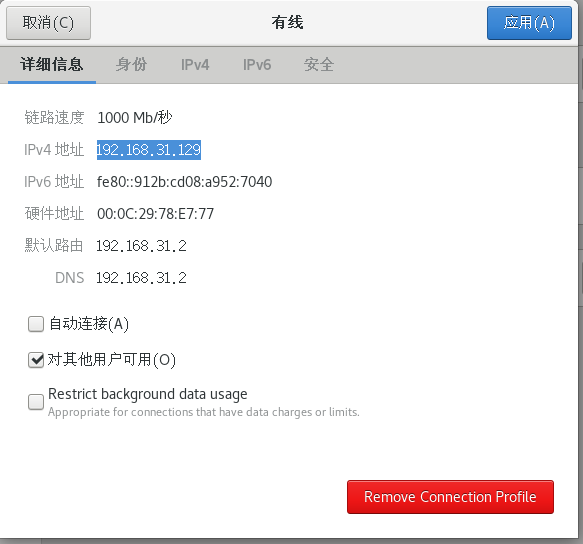 取消(C)
有线
应用(A)
详细信息
身份
IPv4
IPv6
安全
链路速度 1000 Mb/秒
IPv4 地址 192.168.31.129
IPv6 地址 fe80::912b:cd08:a952:7040
硬件地址 00:0C:29:78:E7:77
默认路由 192.168.31.2
DNS 192.168.31.2
自动连接(A)
对其他用户可用(O)
Restrict background data usage
Appropriate for connections that have data charges or limits.
Remove Connection Profile